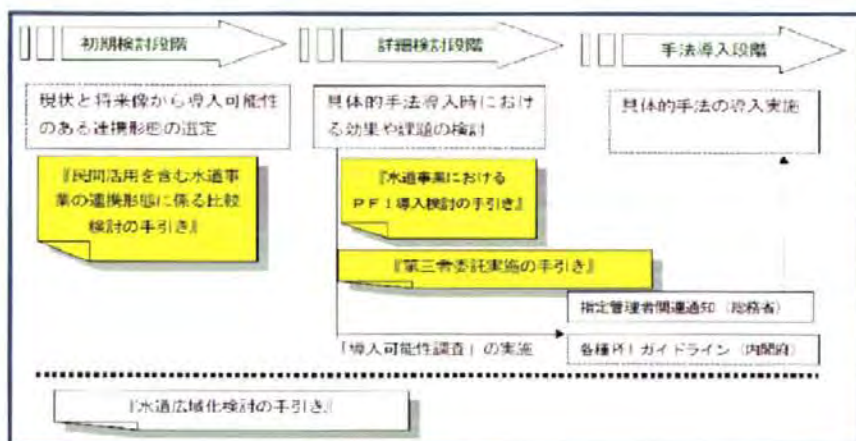 初期検討段階
詳細検討段階
手法導入段階
現状と将来像から導入可能性
のある連携形態の選定
具体的手法導入時におけ
る効果や課題の検討
具体的手法の導入実施
『民間活用を含む水道事
業の連携形態に係る比較
検討の手引き』
『水道事業における
ＰＦＩ導入検討の手引き』
『第三者委託実施の手引き』
指定管理者関連通知（総務省）
「導入可能性調査」の実施
各種PFIガイドライン（内閣府）
『水道広域化検討の手引き』